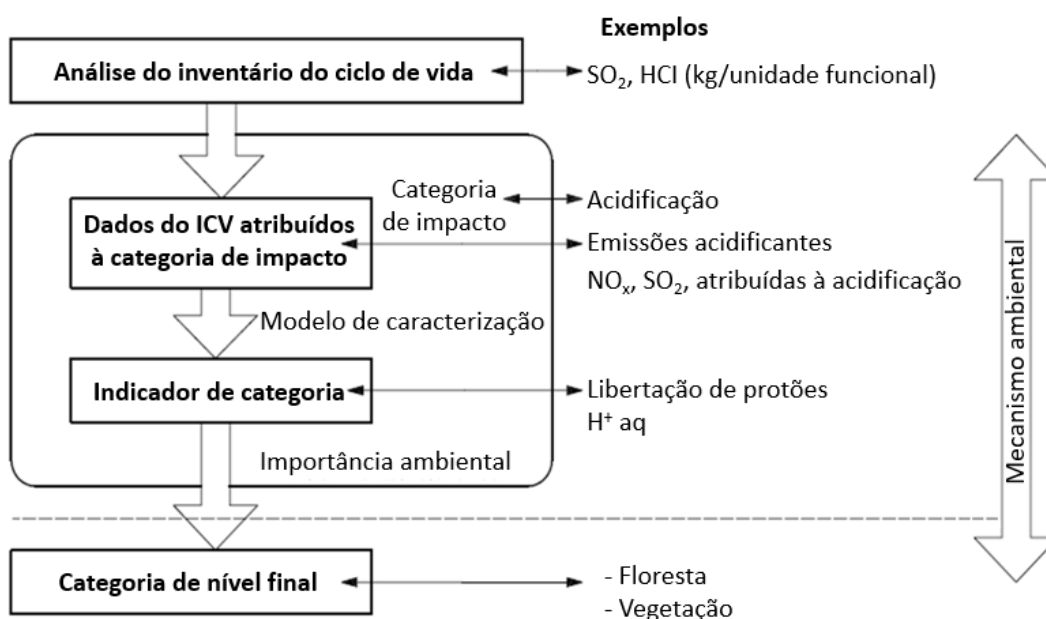 Exemplos
Análise do inventário do ciclo de vida
SO₂, HCI (kg/unidade funcional)
Categoria
de impacto
Acidificação
Dados do ICV atribuídos
à categoria de impacto
Emissões acidificantes
NOₓ, SO₂, atribuídas à acidificação
Modelo de caracterização
Indicador de categoria
Libertação de protões
H⁺ aq
Importância ambiental
Mecanismo ambiental
Categoria de nível final
- Floresta
- Vegetação